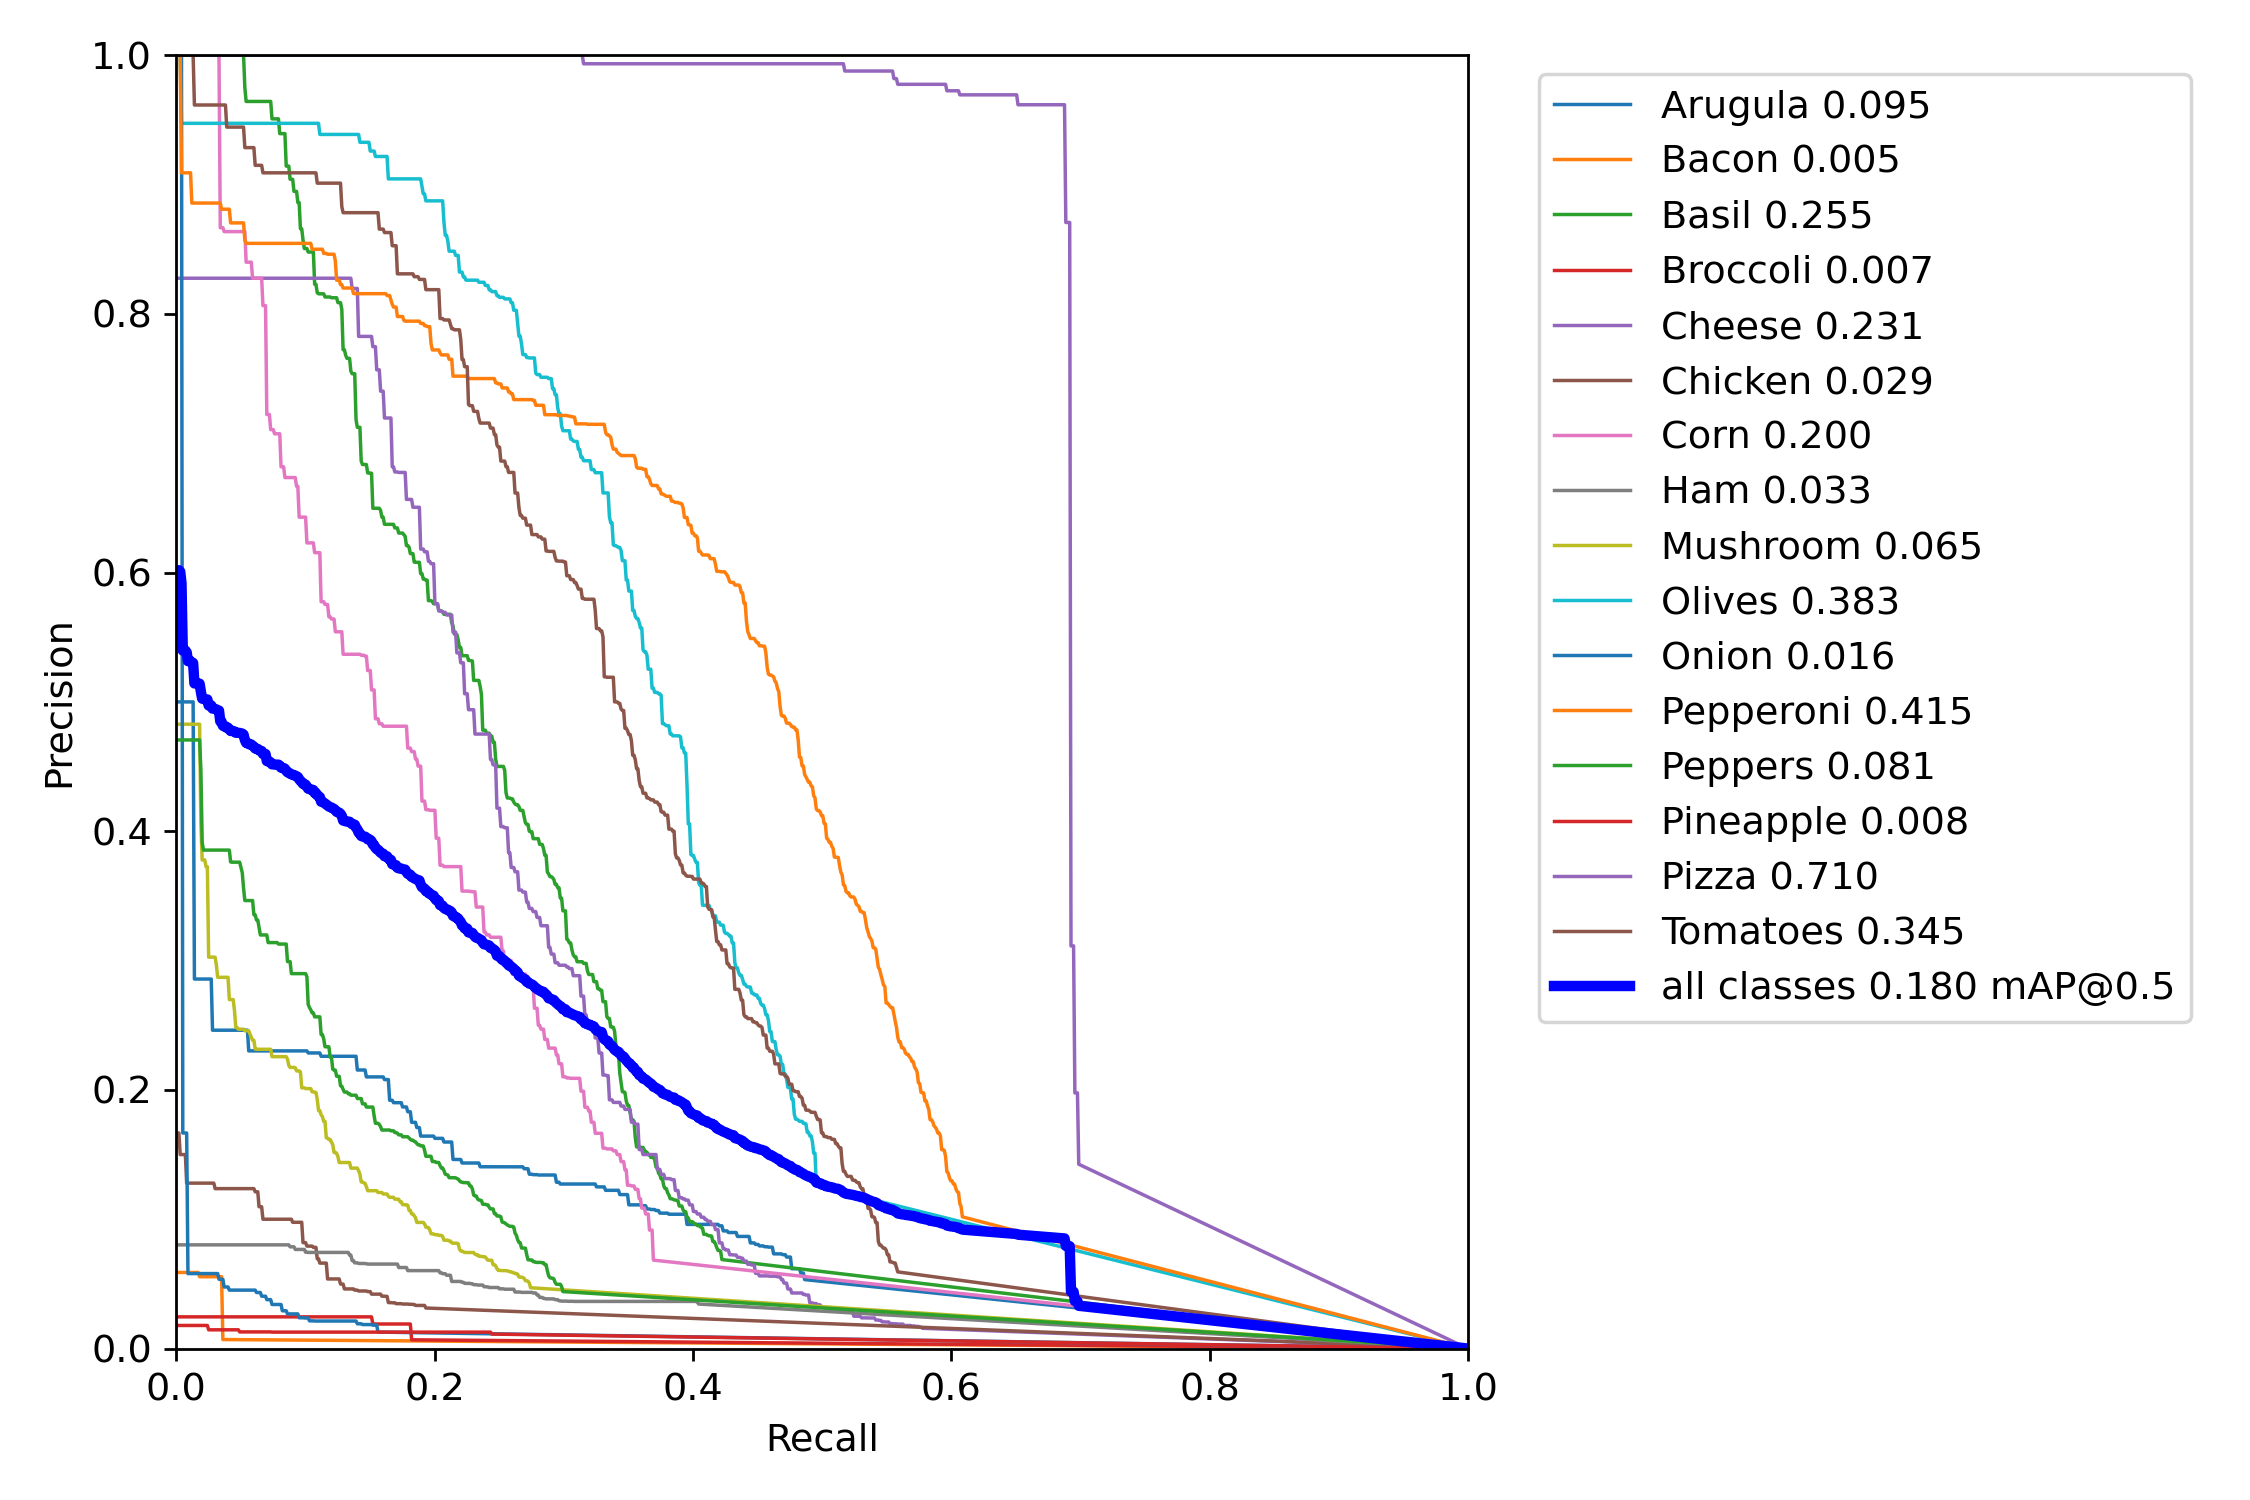 1.0
0.8
0.6
0.4
0.2
0.0
Precision
0.0 0.2 0.4 0.6 0.8 1.0
Recall
Arugula 0.095
Bacon 0.005
Basil 0.255
Broccoli 0.007
Cheese 0.231
Chicken 0.029
Corn 0.200
Ham 0.033
Mushroom 0.065
Olives 0.383
Onion 0.016
Pepperoni 0.415
Peppers 0.081
Pineapple 0.008
Pizza 0.710
Tomatoes 0.345
all classes 0.180 mAP@0.5